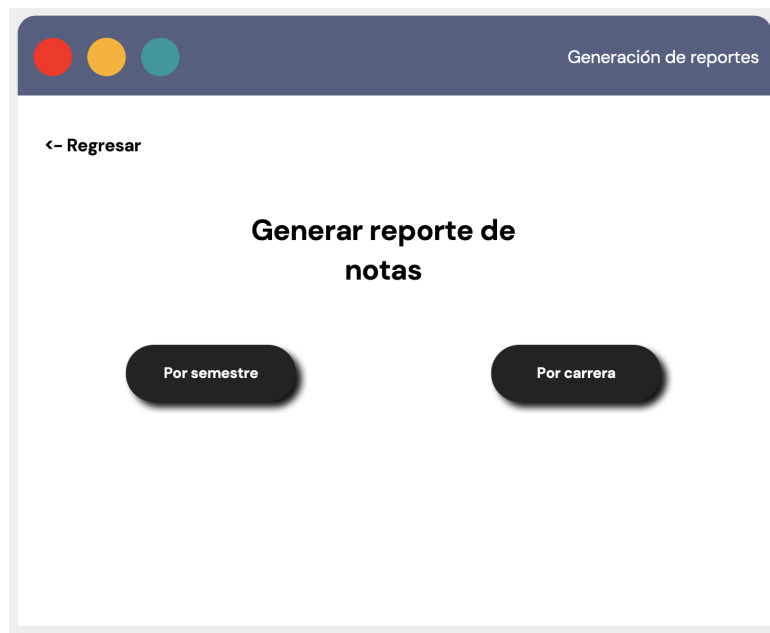 Generación de reportes
<- Regresar
Generar reporte de
notas
Por semestre
Por carrera